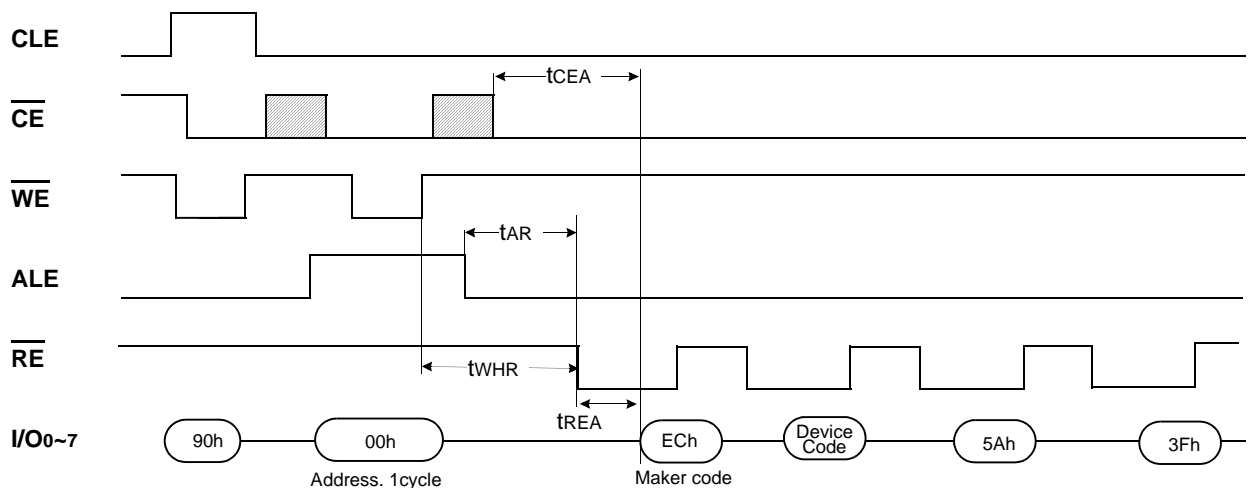 CLE
tCEA
CE
WE
tAR
ALE
RE
tWHR
tREA
I/O0~7
90h
00h
ECh
Device
Code
5Ah
3Fh
Address. 1cycle
Maker code